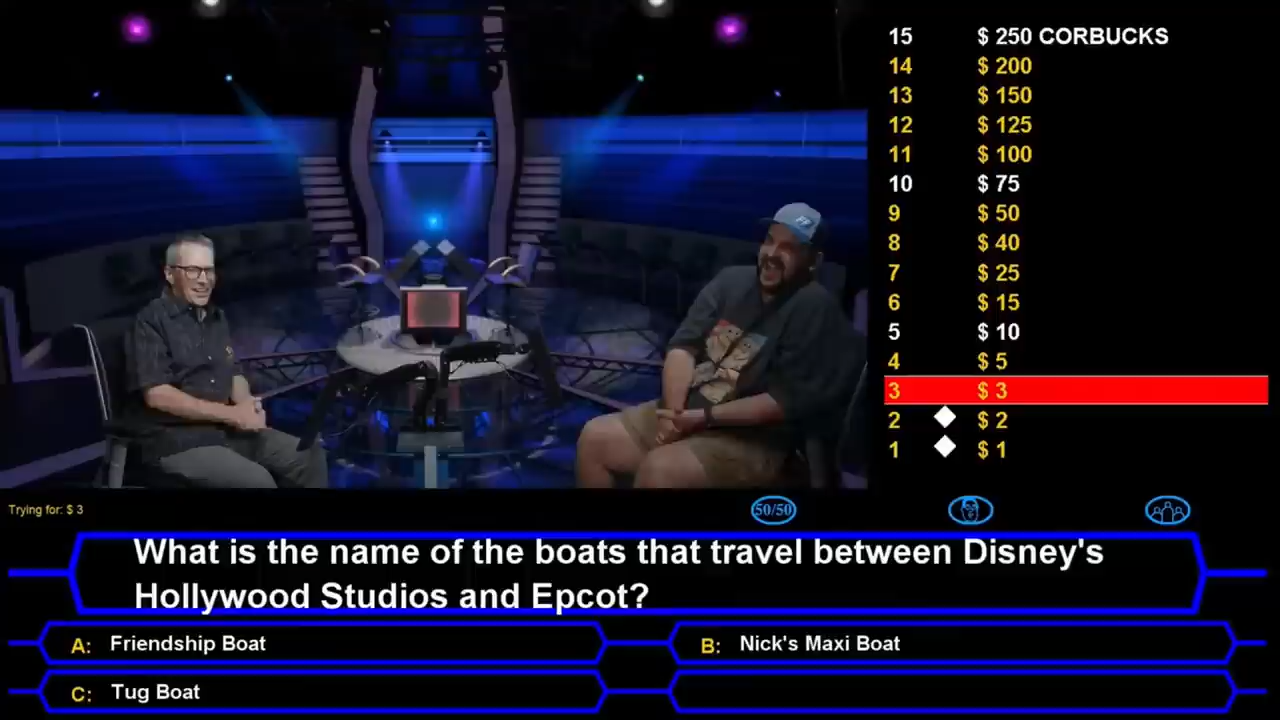 15 $ 250 CORBUCKS
14 $ 200
13 $ 150
12 $ 125
11 $ 100
10 $ 75
9 $ 50
8 $ 40
7 $ 25
6 $ 15
5 $ 10
4 $ 5
3 $ 3
2 $ 2
1 $ 1
Trying for: $ 3
50/50
What is the name of the boats that travel between Disney's
Hollywood Studios and Epcot?
A: Friendship Boat
B: Nick's Maxi Boat
C: Tug Boat